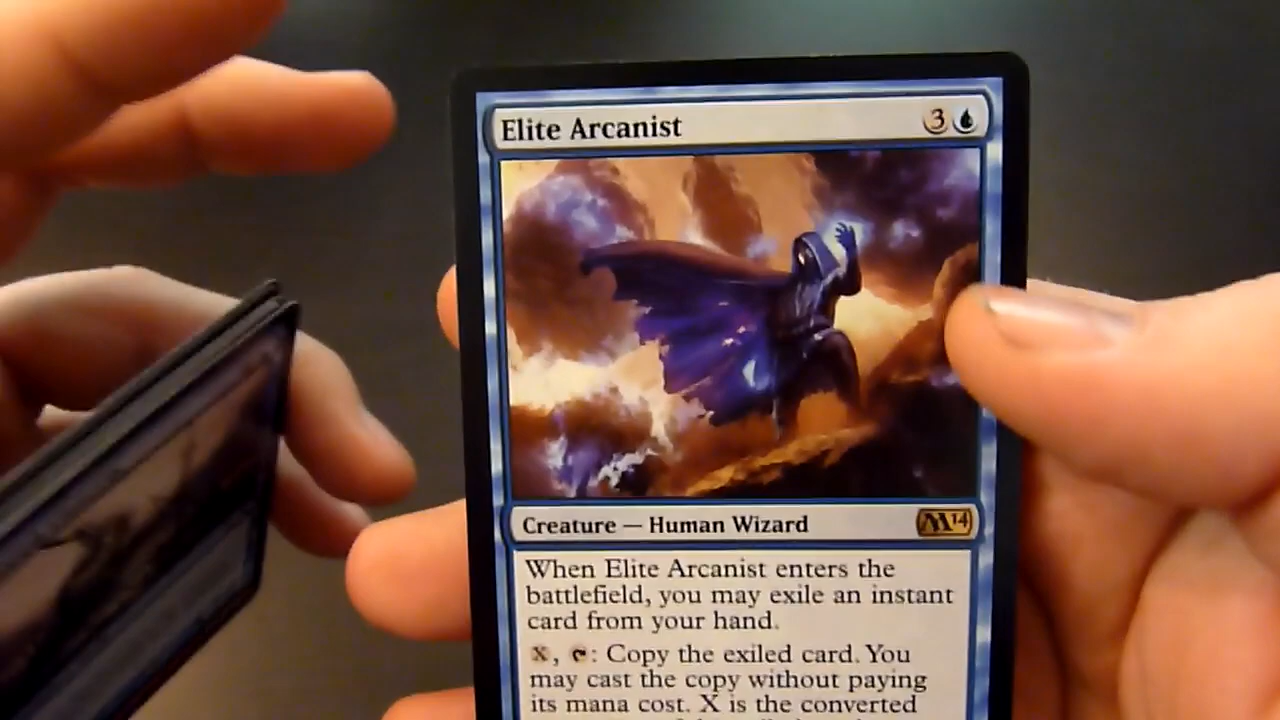 Elite Arcanist 3
Creature — Human Wizard M14
When Elite Arcanist enters the
battlefield, you may exile an instant
card from your hand.
X, T: Copy the exiled card. You
may cast the copy without paying
its mana cost. X is the converted